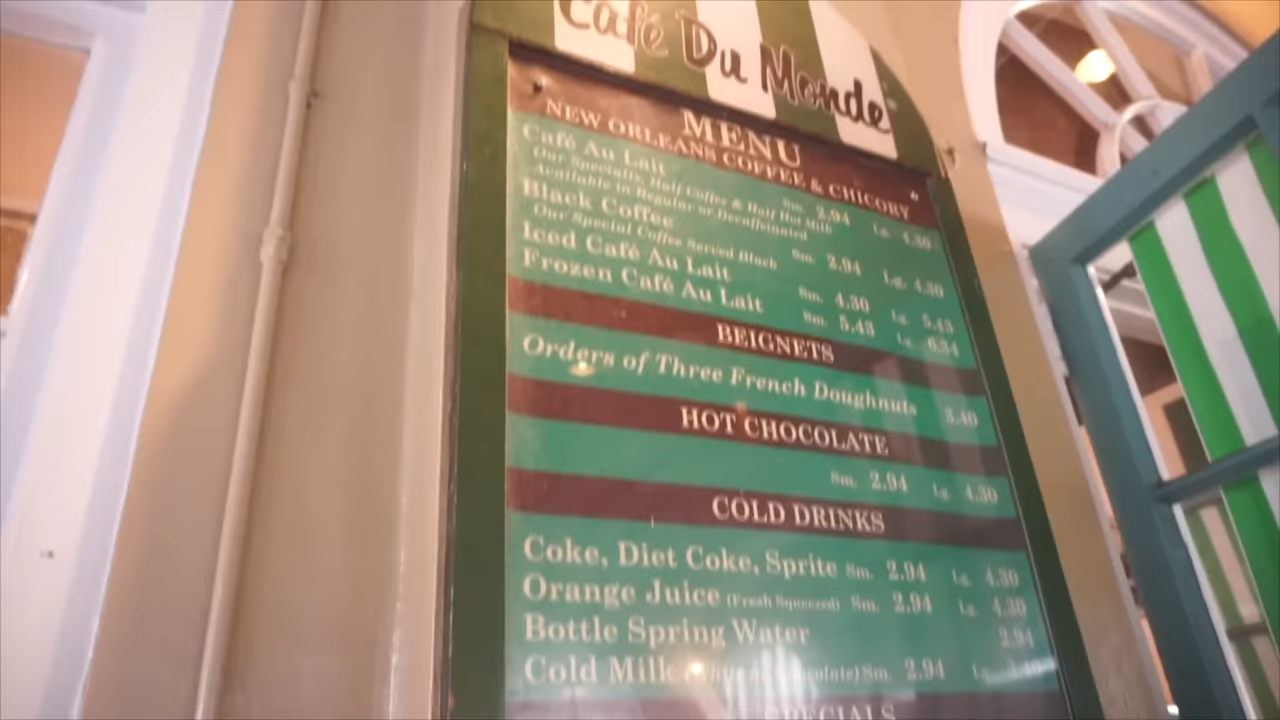 Café Du Monde
MENU
NEW ORLEANS COFFEE & CHICORY
Café Au Lait Sm. 2.94 Lg. 4.30
Our Specialty, Half Coffee & Half Hot Milk
Available in Regular or Decaffeinated
Black Coffee Sm. 2.94 Lg. 4.30
Our Special Coffee Served Black
Iced Café Au Lait Sm. 4.30 Lg. 5.43
Frozen Café Au Lait Sm. 5.43 Lg. 6.34
BEIGNETS
Orders of Three French Doughnuts 3.40
HOT CHOCOLATE
Sm. 2.94 Lg. 4.30
COLD DRINKS
Coke, Diet Coke, Sprite Sm. 2.94 Lg. 4.30
Orange Juice (Fresh Squeezed) Sm. 2.94 Lg. 4.30
Bottle Spring Water 2.94
Cold Milk Sm. 2.94 Lg.
SPECIALS